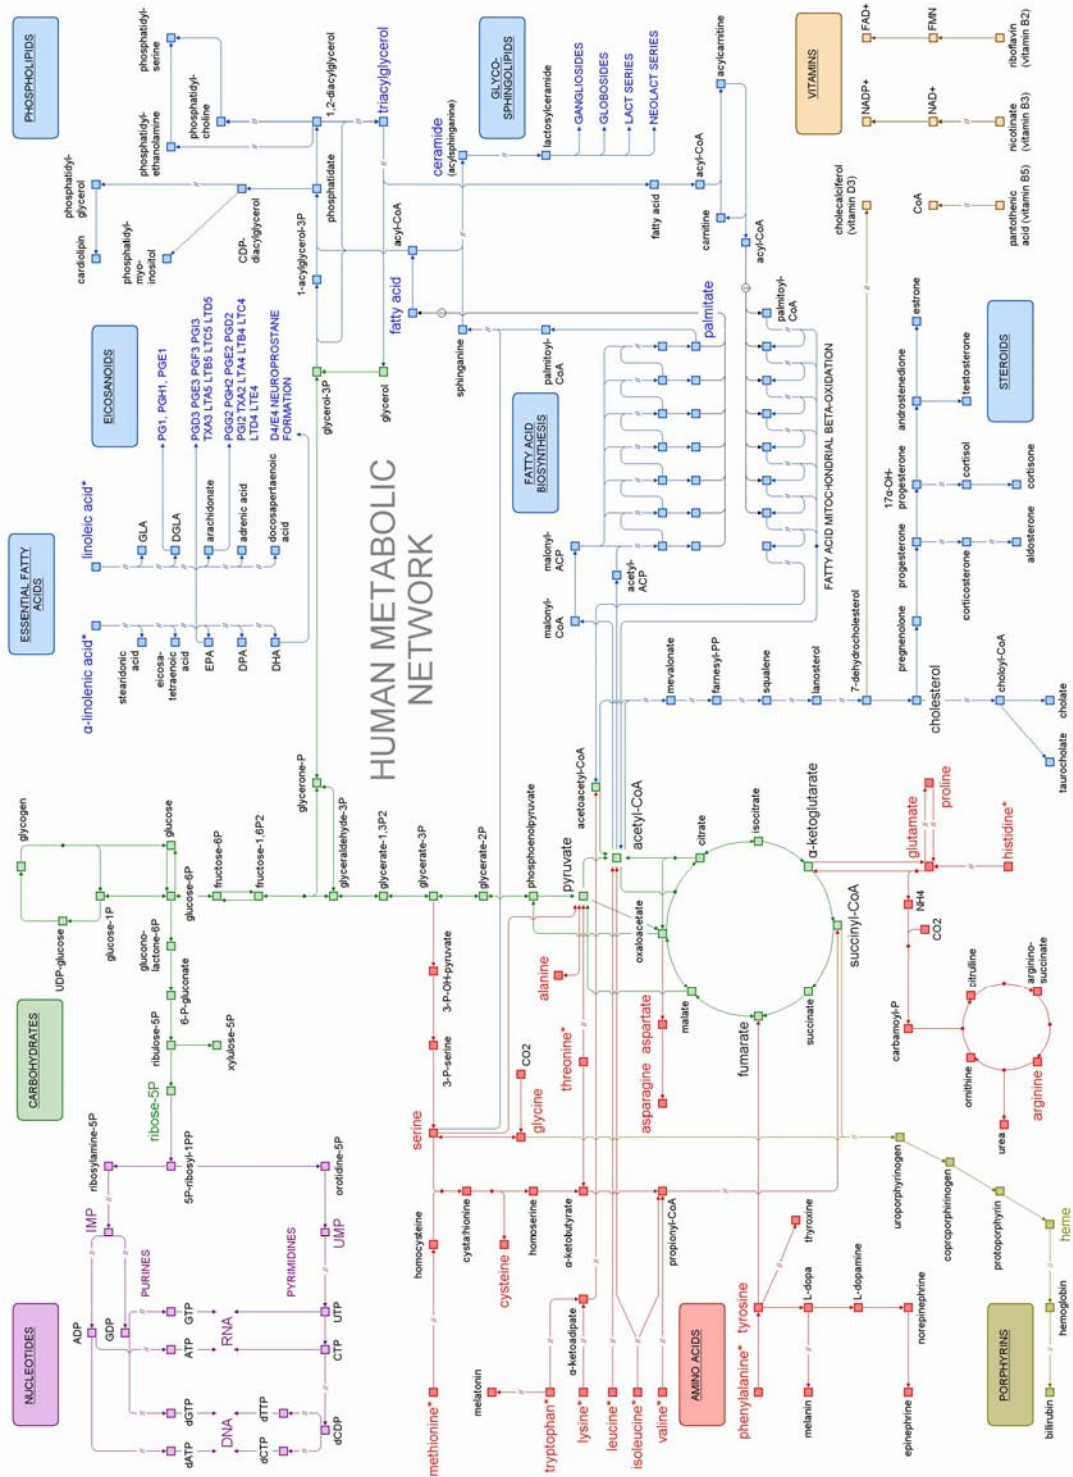 HUMAN METABOLIC
NETWORK
NUCLEOTIDES
ADP
GDP
IMP
ribosylamine-5P
PURINES
dATP
dGTP
ATP
GTP
DNA
RNA
5P-ribosyl-1PP
dCTP
dTTP
PYRIMIDINES
dCDP
CTP
UTP
UMP
orotidine-5P
CARBOHYDRATES
glycogen
UDP-glucose
glucose-1P
glucose
ribose-5P
ribulose-5P
6-P-gluconate
glucono-
lactone-6P
glucose-6P
xylulose-5P
fructose-6P
fructose-1,6P2
glycerone-P
glyceraldehyde-3P
glycerate-1,3P2
glycerate-3P
glycerate-2P
phosphoenolpyruvate
pyruvate
acetoacetyl-CoA
acetyl-CoA
oxaloacetate
citrate
isocitrate
α-ketoglutarate
succinyl-CoA
succinate
fumarate
malate
ESSENTIAL FATTY
ACIDS
α-linolenic acid*
linoleic acid*
stearidonic
acid
eicosa-
tetraenoic
acid
EPA
DPA
DHA
GLA
DGLA
arachidonate
adrenic acid
docosapertaenoic
acid
EICOSANOIDS
PG1, PGH1, PGE1
PGD3 PGE3 PGF3 PGI3
TXA3 LTA5 LTB5 LTC5 LTD5
PGG2 PGH2 PGE2 PGD2
PGI2 TXA2 LTA4 LTB4 LTC4
LTD4 LTE4
D4/E4 NEUROPROSTANE
FORMATION
PHOSPHOLIPIDS
cardiolipin
phosphatidyl-
glycerol
phosphatidyl-
ethanolamine
phosphatidyl-
serine
phosphatidyl-
myo-
inositol
phosphatidyl-
choline
CDP-
diacylglycerol
glycerol-3P
1-acylglycerol-3P
phosphatidate
1,2-diacylglycerol
glycerol
triacylglycerol
fatty acid
acyl-CoA
ceramide
(acylsphinganine)
sphinganine
palmitoyl-
CoA
GLYCO-
SPHINGOLIPIDS
lactosylceramide
GANGLIOSIDES
GLOBOSIDES
LACT SERIES
NEOLACT SERIES
FATTY ACID
BIOSYNTHESIS
malonyl-
CoA
malonyl-
ACP
acetyl-
ACP
palmitate
fatty acid
acyl-CoA
carnitine
acylcarnitine
acyl-CoA
palmitoyl-
CoA
FATTY ACID MITOCHONDRIAL BETA-OXIDATION
mevalonate
farnesyl-PP
squalene
lanosterol
7-dehydrocholesterol
cholecalciferol
(vitamin D3)
cholesterol
pregnenolone
progesterone
17α-OH-
progesterone
androstenedione
estrone
corticosterone
cortisol
testosterone
aldosterone
cortisone
STEROIDS
choloyl-CoA
taurocholate
cholate
VITAMINS
CoA
NADP+
FAD+
NAD+
FMN
pantothenic
acid (vitamin B5)
nicotinate
(vitamin B3)
riboflavin
(vitamin B2)
methionine*
homocysteine
serine
3-P-serine
3-P-OH-pyruvate
cystathionine
cysteine
homoserine
glycine
CO2
melatonin
tryptophan*
α-ketobutyrate
threonine*
alanine
lysine*
α-ketoadipate
leucine*
isoleucine*
valine*
propionyl-CoA
asparagine
aspartate
AMINO ACIDS
phenylalanine*
tyrosine
thyroxine
L-dopa
melanin
L-dopamine
norepinephrine
epinephrine
glutamate
proline
histidine*
NH4
CO2
carbamoyl-P
ornithine
citrulline
arginino-
succinate
arginine
urea
PORPHYRINS
uroporphyrinogen
coproporphirinogen
protoporphyrin
heme
hemoglobin
bilirubin